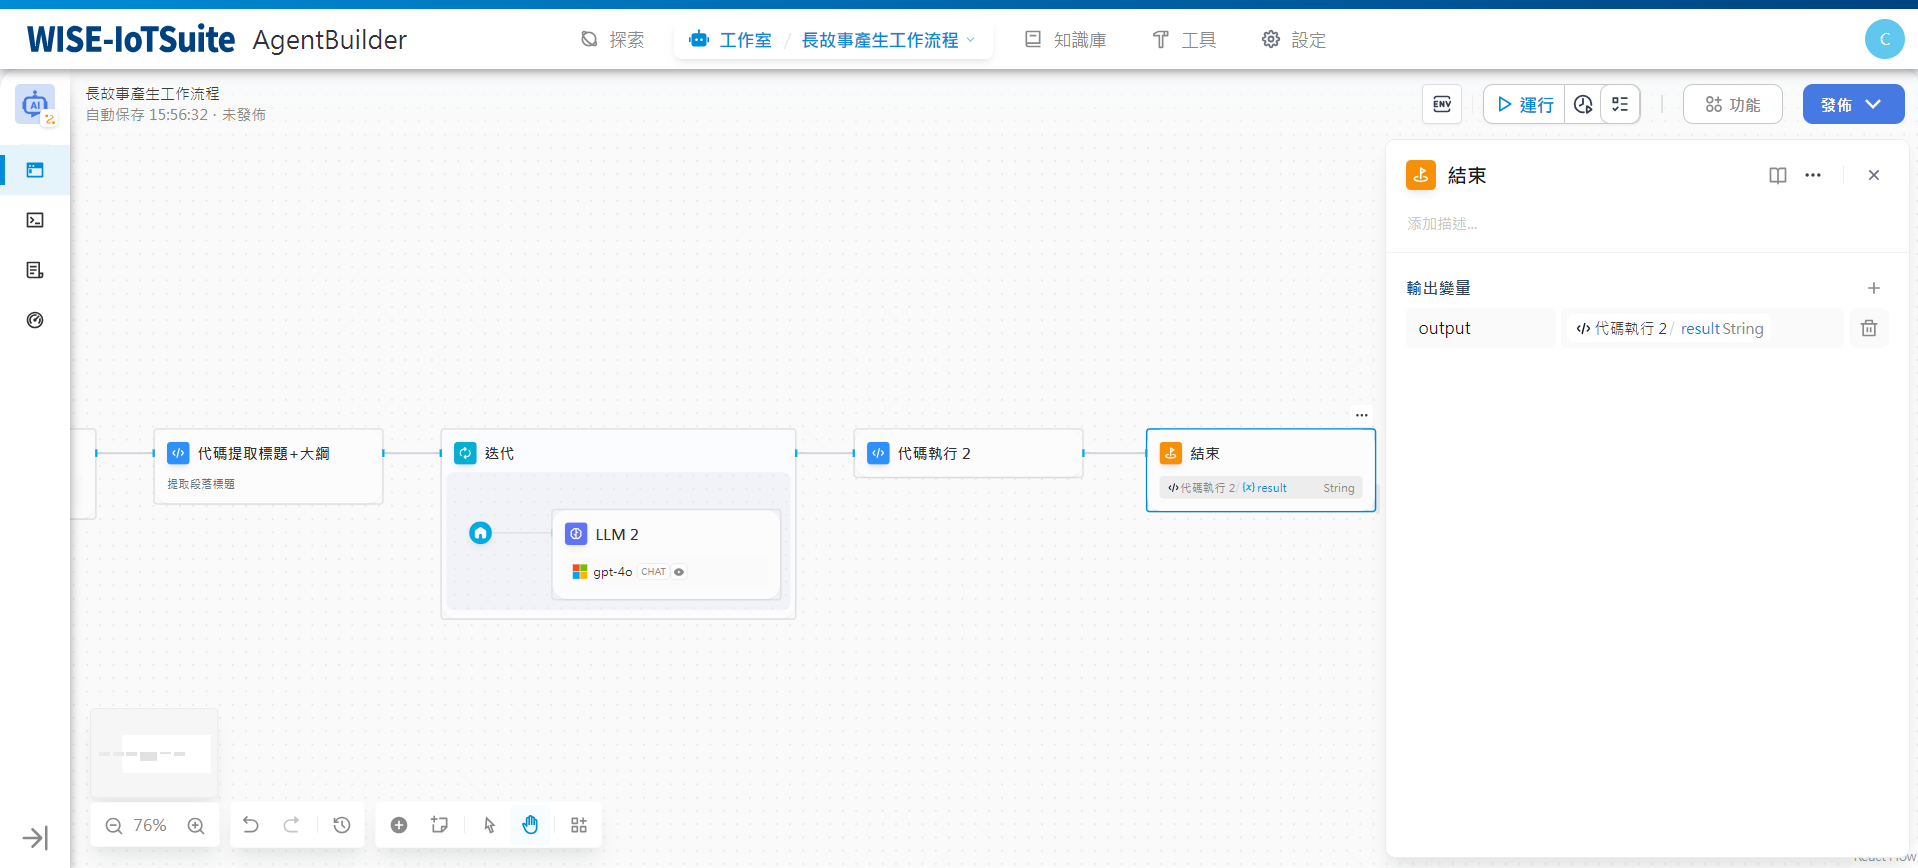 WISE-IoTSuite AgentBuilder
探索
工作室 / 長故事產生工作流程
知識庫
工具
設定
C
長故事產生工作流程
自動保存 15:56:32 · 未發佈
ENV
運行
功能
發佈
AI
結束
添加描述...
輸出變量
output
代碼執行 2 / result String
代碼提取標題+大綱
提取段落標題
迭代
LLM 2
gpt-4o CHAT
代碼執行 2
結束
代碼執行 2/ {x} result String
76%
React Flow